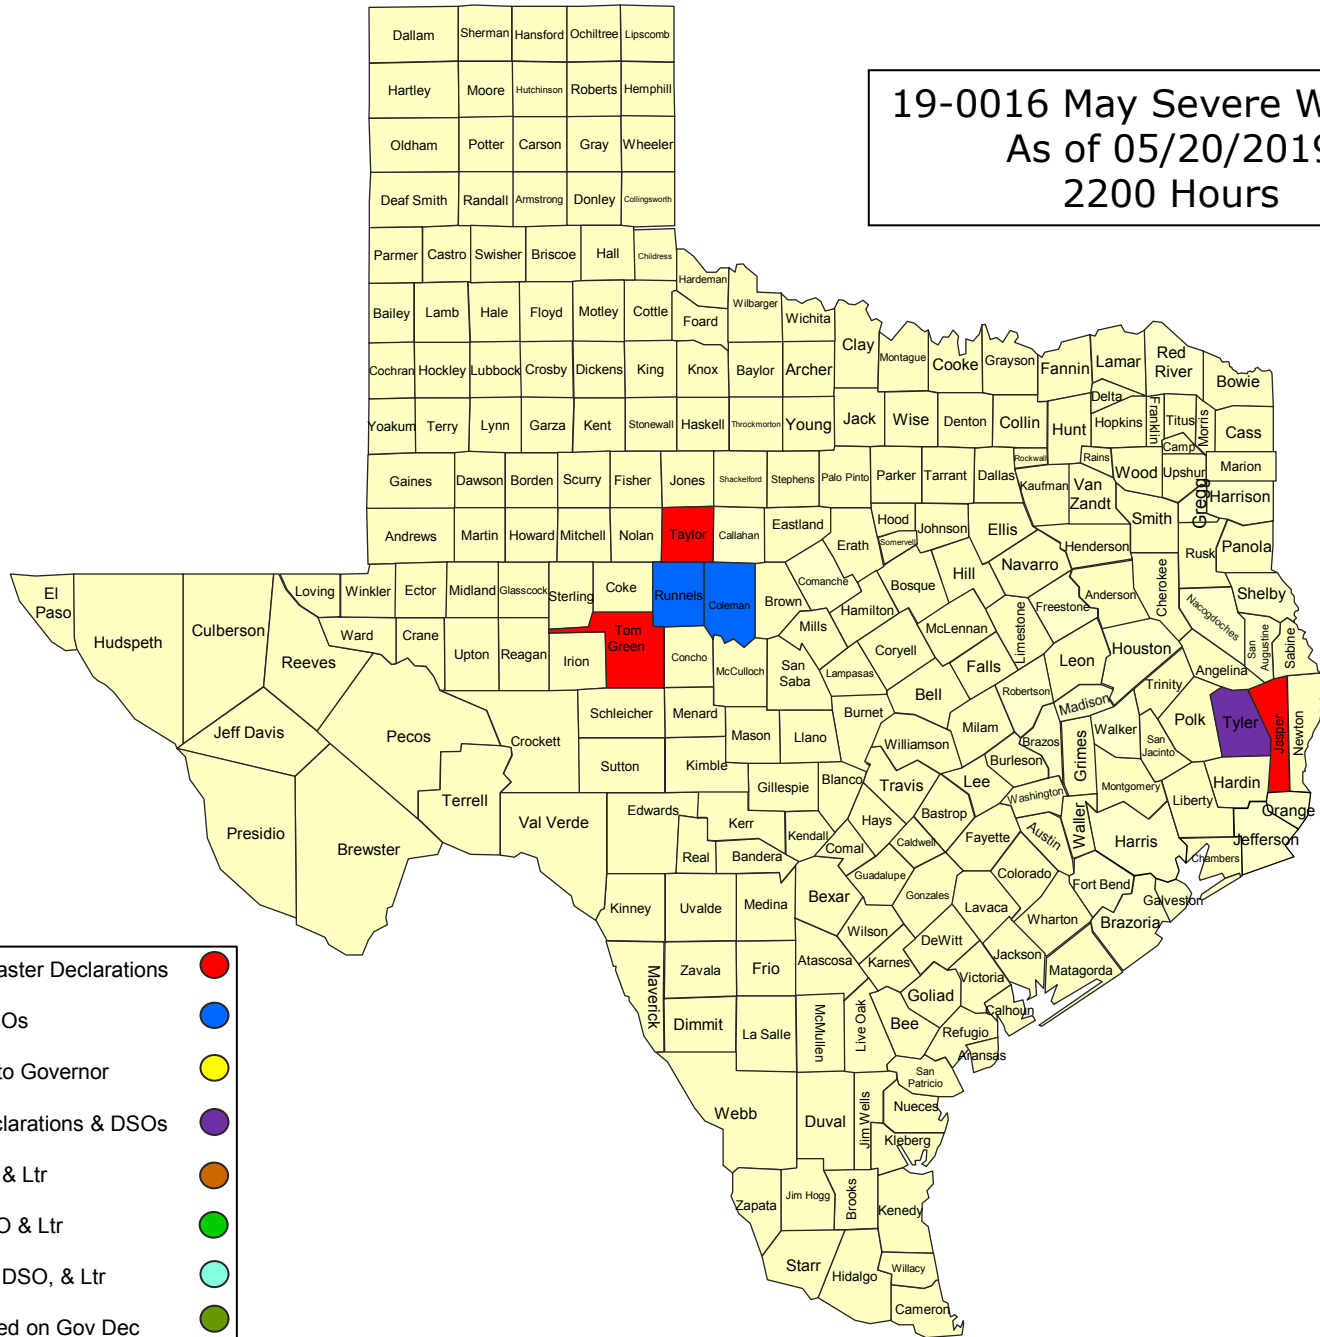 Dallam Sherman Hansford Ochiltree Lipscomb
Hartley Moore Hutchinson Roberts Hemphill
19-0016 May Severe W
As of 05/20/2019
2200 Hours
Oldham Potter Carson Gray Wheeler
Deaf Smith Randall Armstrong Donley Collingsworth
Parmer Castro Swisher Briscoe Hall Childress
Hardeman
Bailey Lamb Hale Floyd Motley Cottle Foard Wilbarger Wichita
Clay Montague Cooke Grayson Fannin Lamar Red River Bowie
Cochran Hockley Lubbock Crosby Dickens King Knox Baylor Archer
Delta
Yoakum Terry Lynn Garza Kent Stonewall Haskell Throckmorton Young Jack Wise Denton Collin Hunt Hopkins Franklin Titus Morris Cass
Camp
Rockwall Rains Wood Upshur Marion
Gaines Dawson Borden Scurry Fisher Jones Shackelford Stephens Palo Pinto Parker Tarrant Dallas Kaufman Van Zandt Gregg Harrison
Andrews Martin Howard Mitchell Nolan Taylor Callahan Eastland Erath Hood Somervell Johnson Ellis Henderson Smith Rusk Panola
El Paso Hudspeth Culberson Loving Winkler Ector Midland Glasscock Sterling Coke Runnels Coleman Brown Comanche Hamilton Bosque Hill Navarro Freestone Anderson Cherokee Nacogdoches Shelby
Ward Crane Upton Reagan Irion Tom Green Concho McCulloch San Saba Mills Lampasas Coryell McLennan Limestone Falls Leon Houston Angelina San Augustine Sabine
Reeves
Jeff Davis Pecos Crockett Schleicher Menard Mason Llano Burnet Bell Milam Robertson Madison Trinity Walker San Jacinto Polk Tyler Jasper Newton
Sutton Kimble Gillespie Blanco Williamson Travis Lee Burleson Brazos Grimes Washington Montgomery Liberty Hardin
Presidio Brewster Terrell Val Verde Edwards Kerr Kendall Hays Bastrop Caldwell Fayette Austin Waller Harris Orange
Jefferson
Chambers
Real Bandera Comal Guadalupe Gonzales Colorado Fort Bend Galveston
Kinney Uvalde Medina Bexar Wilson Lavaca Wharton Brazoria
DeWitt Jackson Matagorda
Maverick Zavala Frio Atascosa Karnes Victoria
Goliad Calhoun
Dimmit La Salle McMullen Live Oak Bee Refugio
Aransas
San Patricio
Webb Duval Jim Wells Nueces
Kleberg
Zapata Jim Hogg Brooks Kenedy
Starr Hidalgo Willacy
Cameron
aster Declarations
Os
to Governor
clarations & DSOs
& Ltr
O & Ltr
DSO, & Ltr
ed on Gov Dec